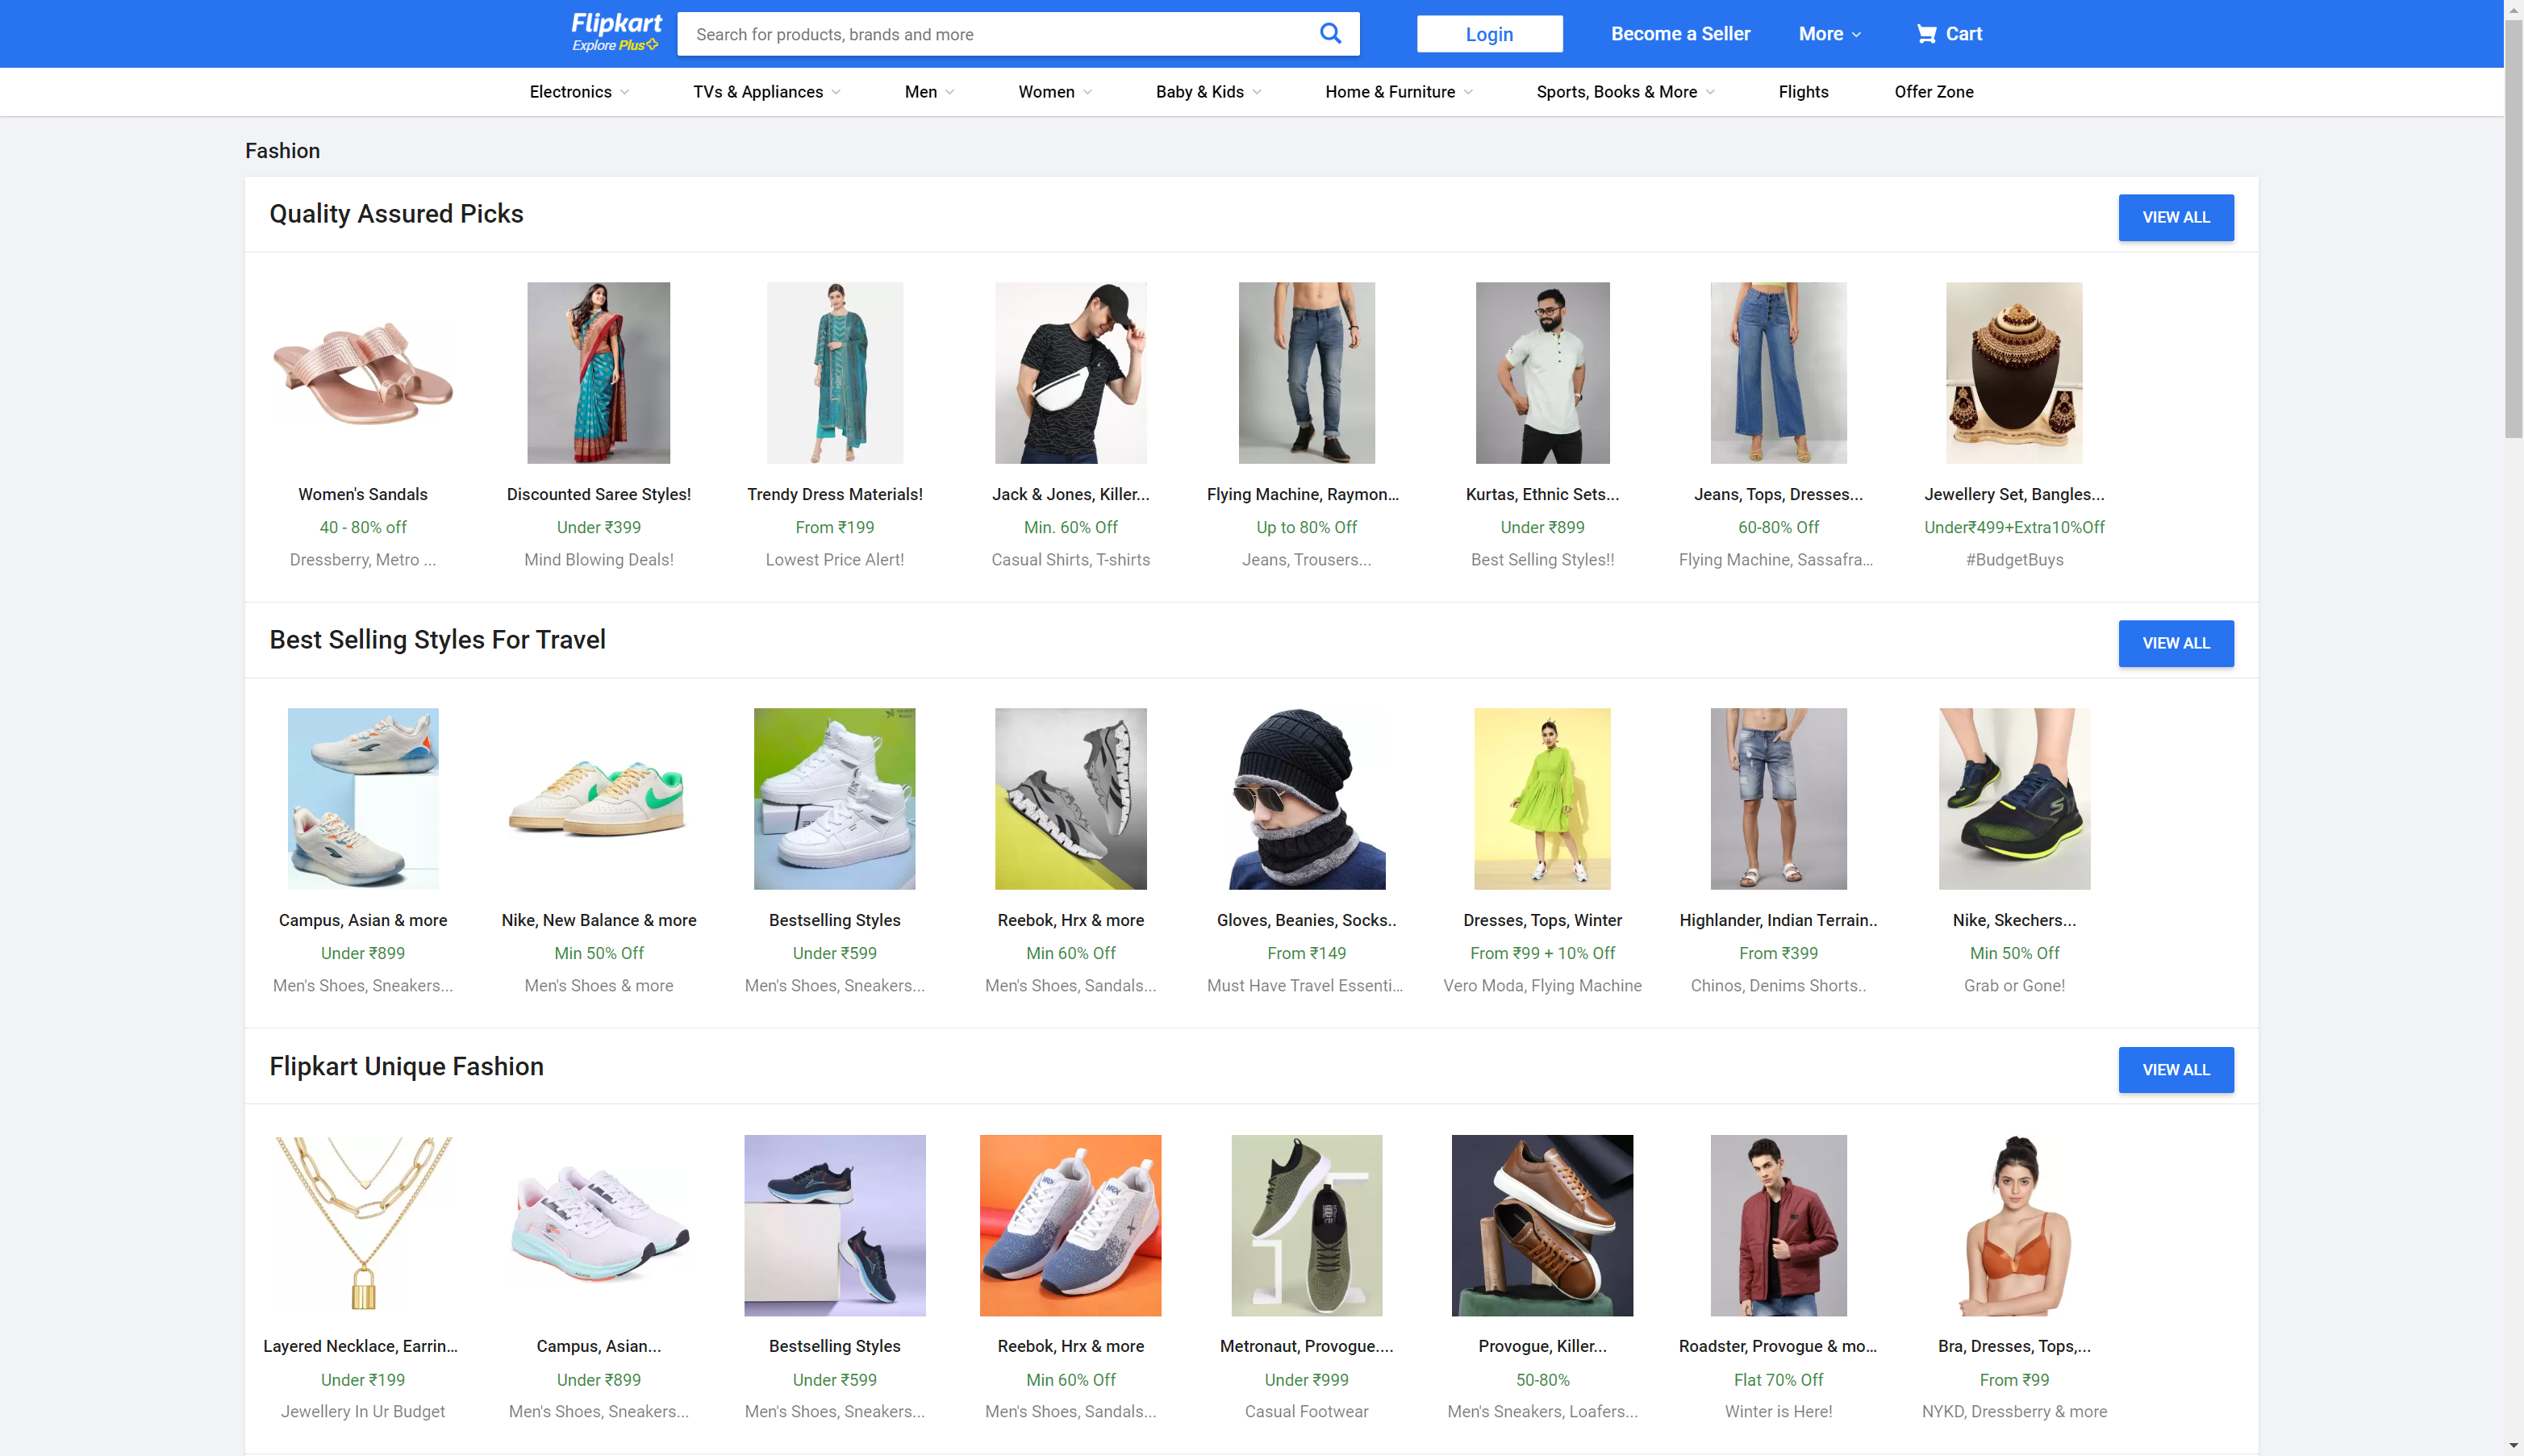 Flipkart
Explore Plus
Search for products, brands and more
Login
Become a Seller
More
Cart
Electronics
TVs & Appliances
Men
Women
Baby & Kids
Home & Furniture
Sports, Books & More
Flights
Offer Zone
Fashion
Quality Assured Picks
VIEW ALL
Women's Sandals
40 - 80% off
Dressberry, Metro ...
Discounted Saree Styles!
Under ₹399
Mind Blowing Deals!
Trendy Dress Materials!
From ₹199
Lowest Price Alert!
Jack & Jones, Killer...
Min. 60% Off
Casual Shirts, T-shirts
Flying Machine, Raymon...
Up to 80% Off
Jeans, Trousers...
Kurtas, Ethnic Sets...
Under ₹899
Best Selling Styles!!
Jeans, Tops, Dresses...
60-80% Off
Flying Machine, Sassafra...
Jewellery Set, Bangles...
Under₹499+Extra10%Off
#BudgetBuys
Best Selling Styles For Travel
VIEW ALL
Campus, Asian & more
Under ₹899
Men's Shoes, Sneakers...
Nike, New Balance & more
Min 50% Off
Men's Shoes & more
Bestselling Styles
Under ₹599
Men's Shoes, Sneakers...
Reebok, Hrx & more
Min 60% Off
Men's Shoes, Sandals...
Gloves, Beanies, Socks..
From ₹149
Must Have Travel Essenti...
Dresses, Tops, Winter
From ₹99 + 10% Off
Vero Moda, Flying Machine
Highlander, Indian Terrain..
From ₹399
Chinos, Denims Shorts..
Nike, Skechers...
Min 50% Off
Grab or Gone!
Flipkart Unique Fashion
VIEW ALL
Layered Necklace, Earrin...
Under ₹199
Jewellery In Ur Budget
Campus, Asian...
Under ₹899
Men's Shoes, Sneakers...
Bestselling Styles
Under ₹599
Men's Shoes, Sneakers...
Reebok, Hrx & more
Min 60% Off
Men's Shoes, Sandals...
Metronaut, Provogue....
Under ₹999
Casual Footwear
Provogue, Killer...
50-80%
Men's Sneakers, Loafers...
Roadster, Provogue & mo...
Flat 70% Off
Winter is Here!
Bra, Dresses, Tops,...
From ₹99
NYKD, Dressberry & more